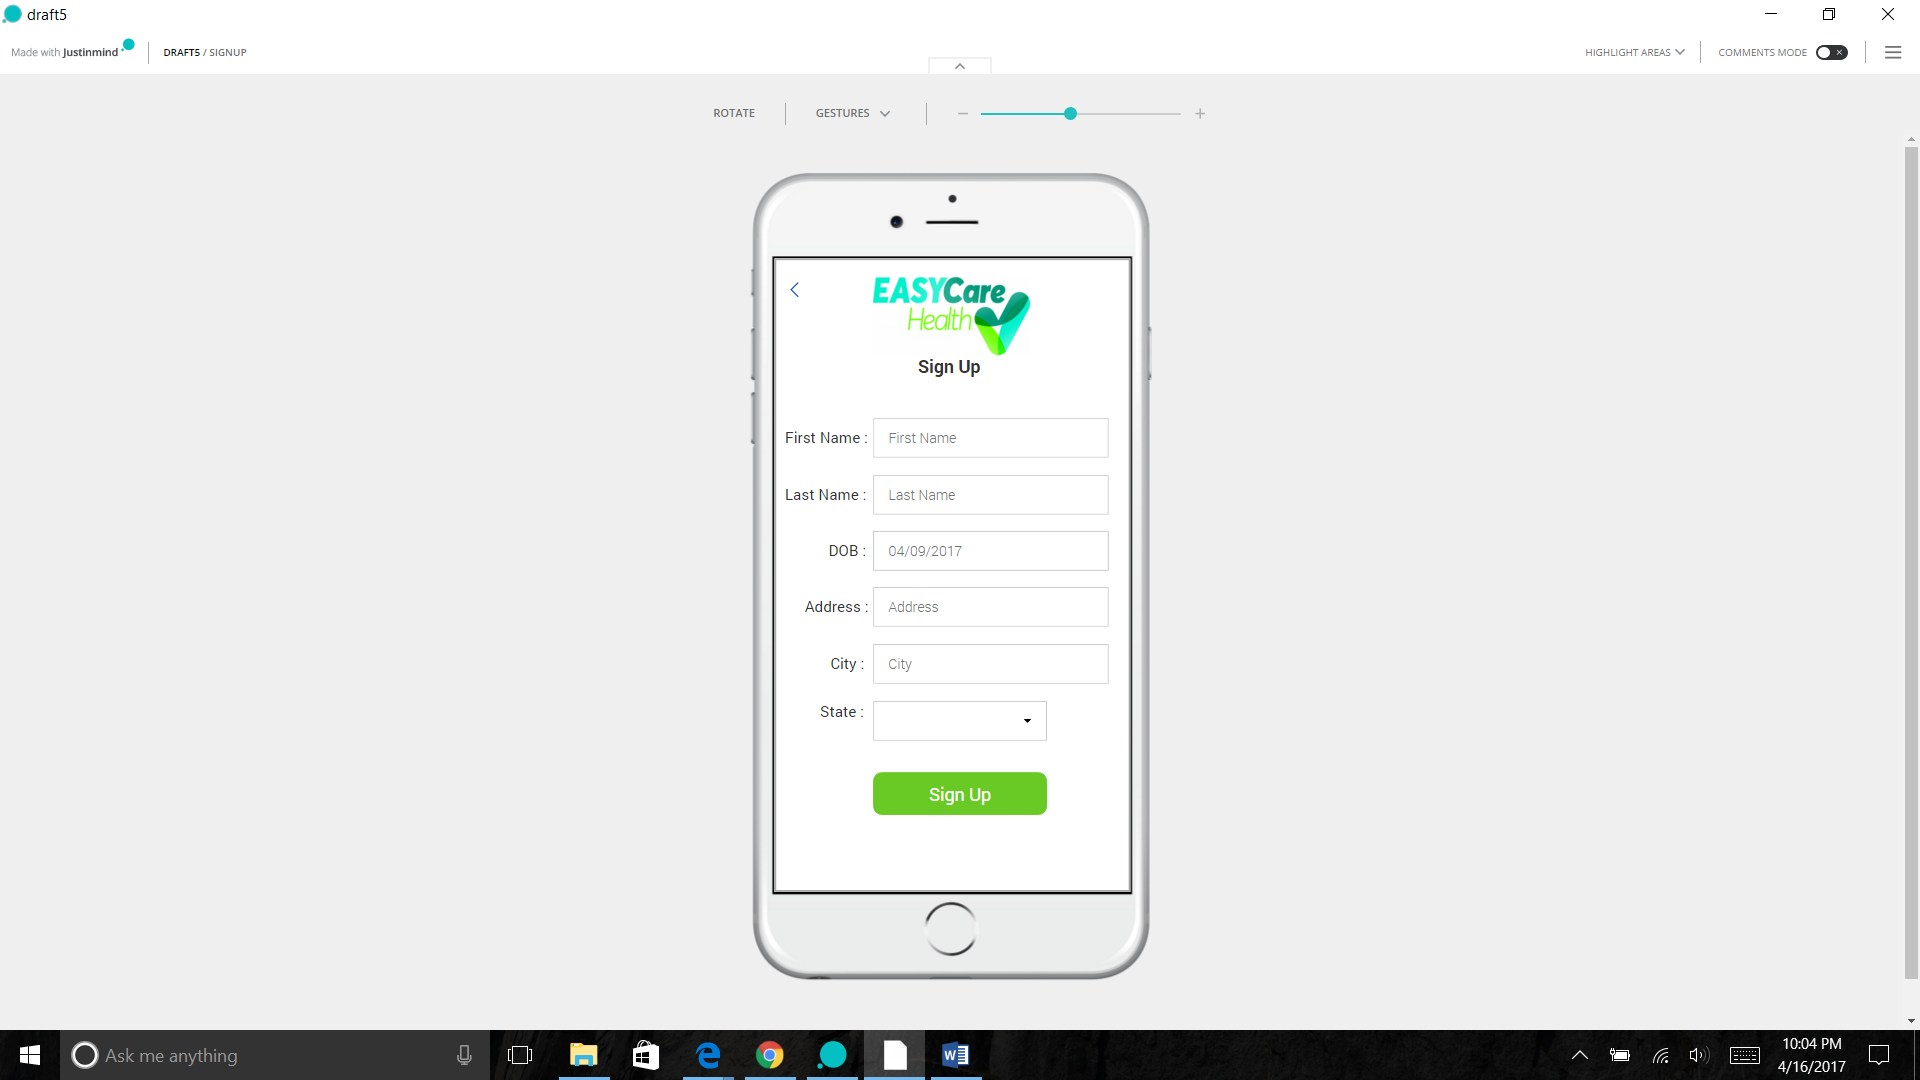 draft5
Made with Justinmind
DRAFT5 / SIGNUP
HIGHLIGHT AREAS
COMMENTS MODE
ROTATE
GESTURES
EASYCare
Health
Sign Up
First Name : First Name
Last Name : Last Name
DOB : 04/09/2017
Address : Address
City : City
State :
Sign Up
Ask me anything
10:04 PM
4/16/2017